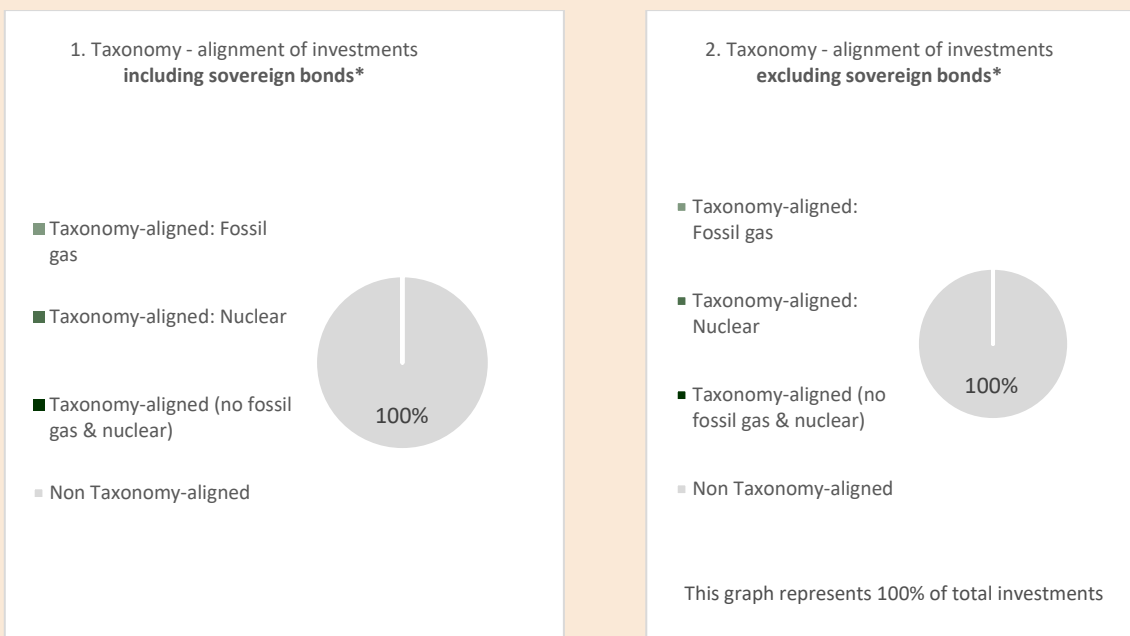 1. Taxonomy - alignment of investments
including sovereign bonds*
Taxonomy-aligned: Fossil
gas
Taxonomy-aligned: Nuclear
Taxonomy-aligned (no fossil
gas & nuclear)
Non Taxonomy-aligned
100%
2. Taxonomy - alignment of investments
excluding sovereign bonds*
Taxonomy-aligned:
Fossil gas
Taxonomy-aligned:
Nuclear
Taxonomy-aligned (no
fossil gas & nuclear)
Non Taxonomy-aligned
100%
This graph represents 100% of total investments